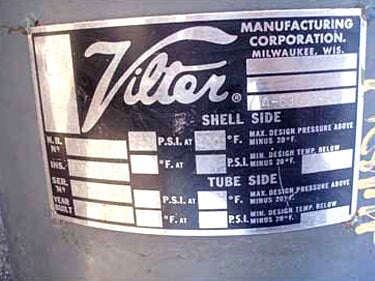 Vilter®
MANUFACTURING
CORPORATION.
MILWAUKEE, WIS.
SHELL SIDE
N.B. Nº P.S.I. AT °F. MAX. DESIGN PRESSURE ABOVE MINUS 20°F.
INS. °F. AT P.S.I. MIN. DESIGN TEMP. BELOW MINUS 20°F.
TUBE SIDE
SER. Nº P.S.I. AT °F. MAX. DESIGN PRESSURE ABOVE MINUS 20°F.
YEAR BUILT °F. AT P.S.I. MIN. DESIGN TEMP. BELOW MINUS 20°F.